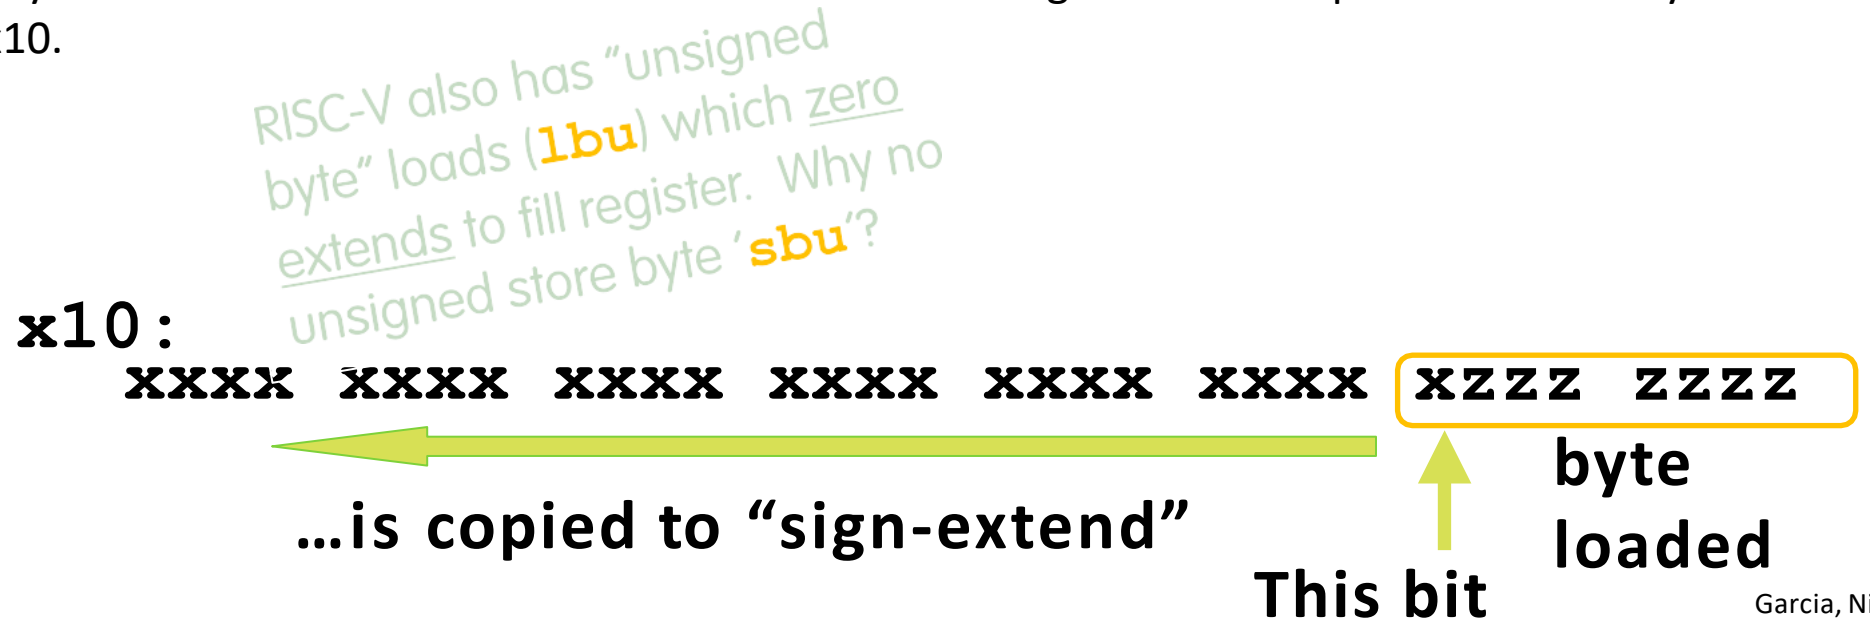 x10.
RISC-V also has “unsigned
byte” loads (lbu) which zero
extends to fill register. Why no
unsigned store byte ‘sbu’?
x10:
xxxx xxxx xxxx xxxx xxxx xxxx xzzz zzzz
…is copied to “sign-extend”
byte
loaded
This bit
Garcia,